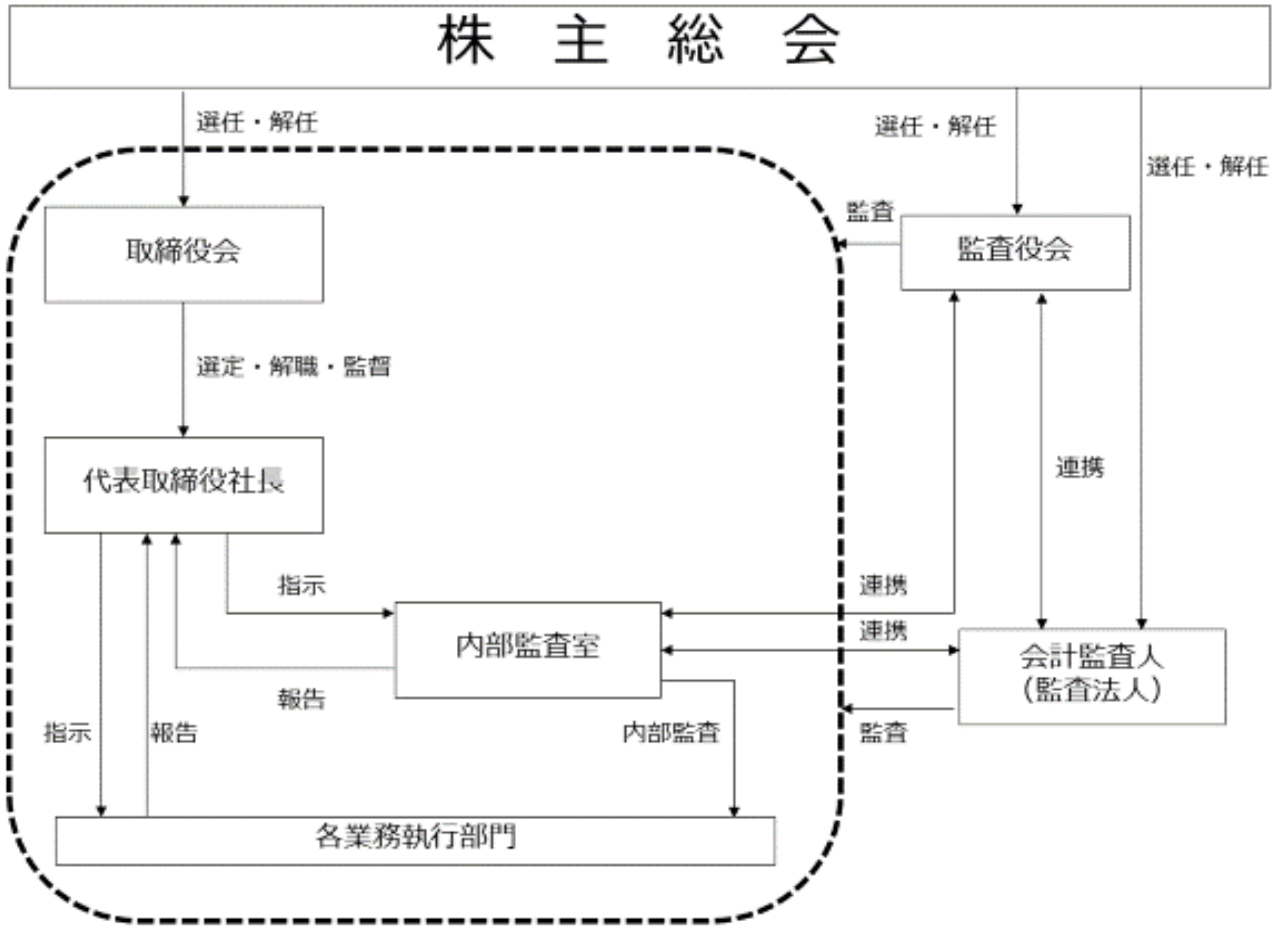 株 主 総 会
選任・解任
選任・解任
選任・解任
取締役会
監査
監査役会
選定・解職・監督
代表取締役社長
連携
指示
連携
内部監査室
連携
会計監査人
（監査法人）
報告
指示
報告
内部監査
監査
各業務執行部門